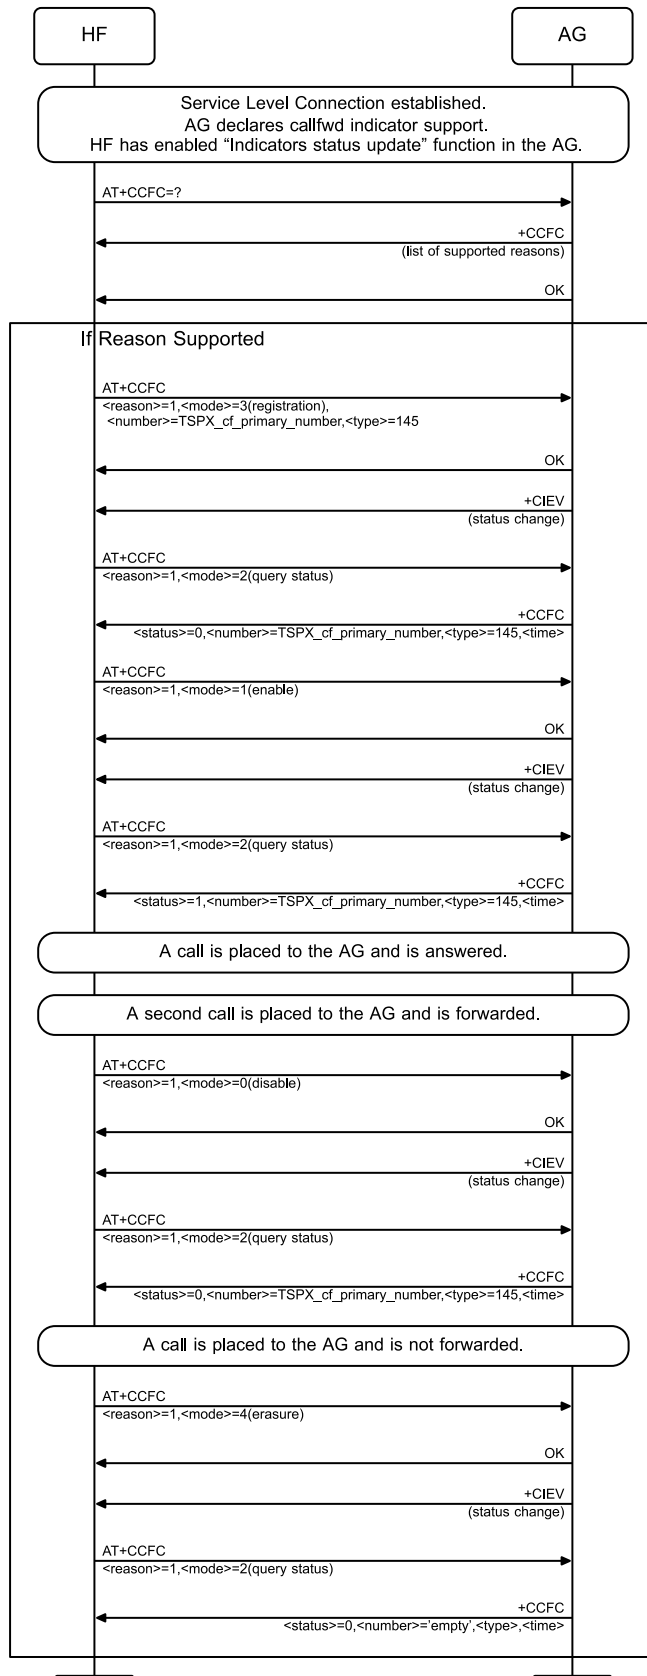 HF
AG
Service Level Connection established.
AG declares callfwd indicator support.
HF has enabled “Indicators status update” function in the AG.
AT+CCFC=?
+CCFC
(list of supported reasons)
OK
If Reason Supported
AT+CCFC
<reason>=1,<mode>=3(registration),
<number>=TSPX_cf_primary_number,<type>=145
OK
+CIEV
(status change)
AT+CCFC
<reason>=1,<mode>=2(query status)
+CCFC
<status>=0,<number>=TSPX_cf_primary_number,<type>=145,<time>
AT+CCFC
<reason>=1,<mode>=1(enable)
OK
+CIEV
(status change)
AT+CCFC
<reason>=1,<mode>=2(query status)
+CCFC
<status>=1,<number>=TSPX_cf_primary_number,<type>=145,<time>
A call is placed to the AG and is answered.
A second call is placed to the AG and is forwarded.
AT+CCFC
<reason>=1,<mode>=0(disable)
OK
+CIEV
(status change)
AT+CCFC
<reason>=1,<mode>=2(query status)
+CCFC
<status>=0,<number>=TSPX_cf_primary_number,<type>=145,<time>
A call is placed to the AG and is not forwarded.
AT+CCFC
<reason>=1,<mode>=4(erasure)
OK
+CIEV
(status change)
AT+CCFC
<reason>=1,<mode>=2(query status)
+CCFC
<status>=0,<number>='empty',<type>,<time>